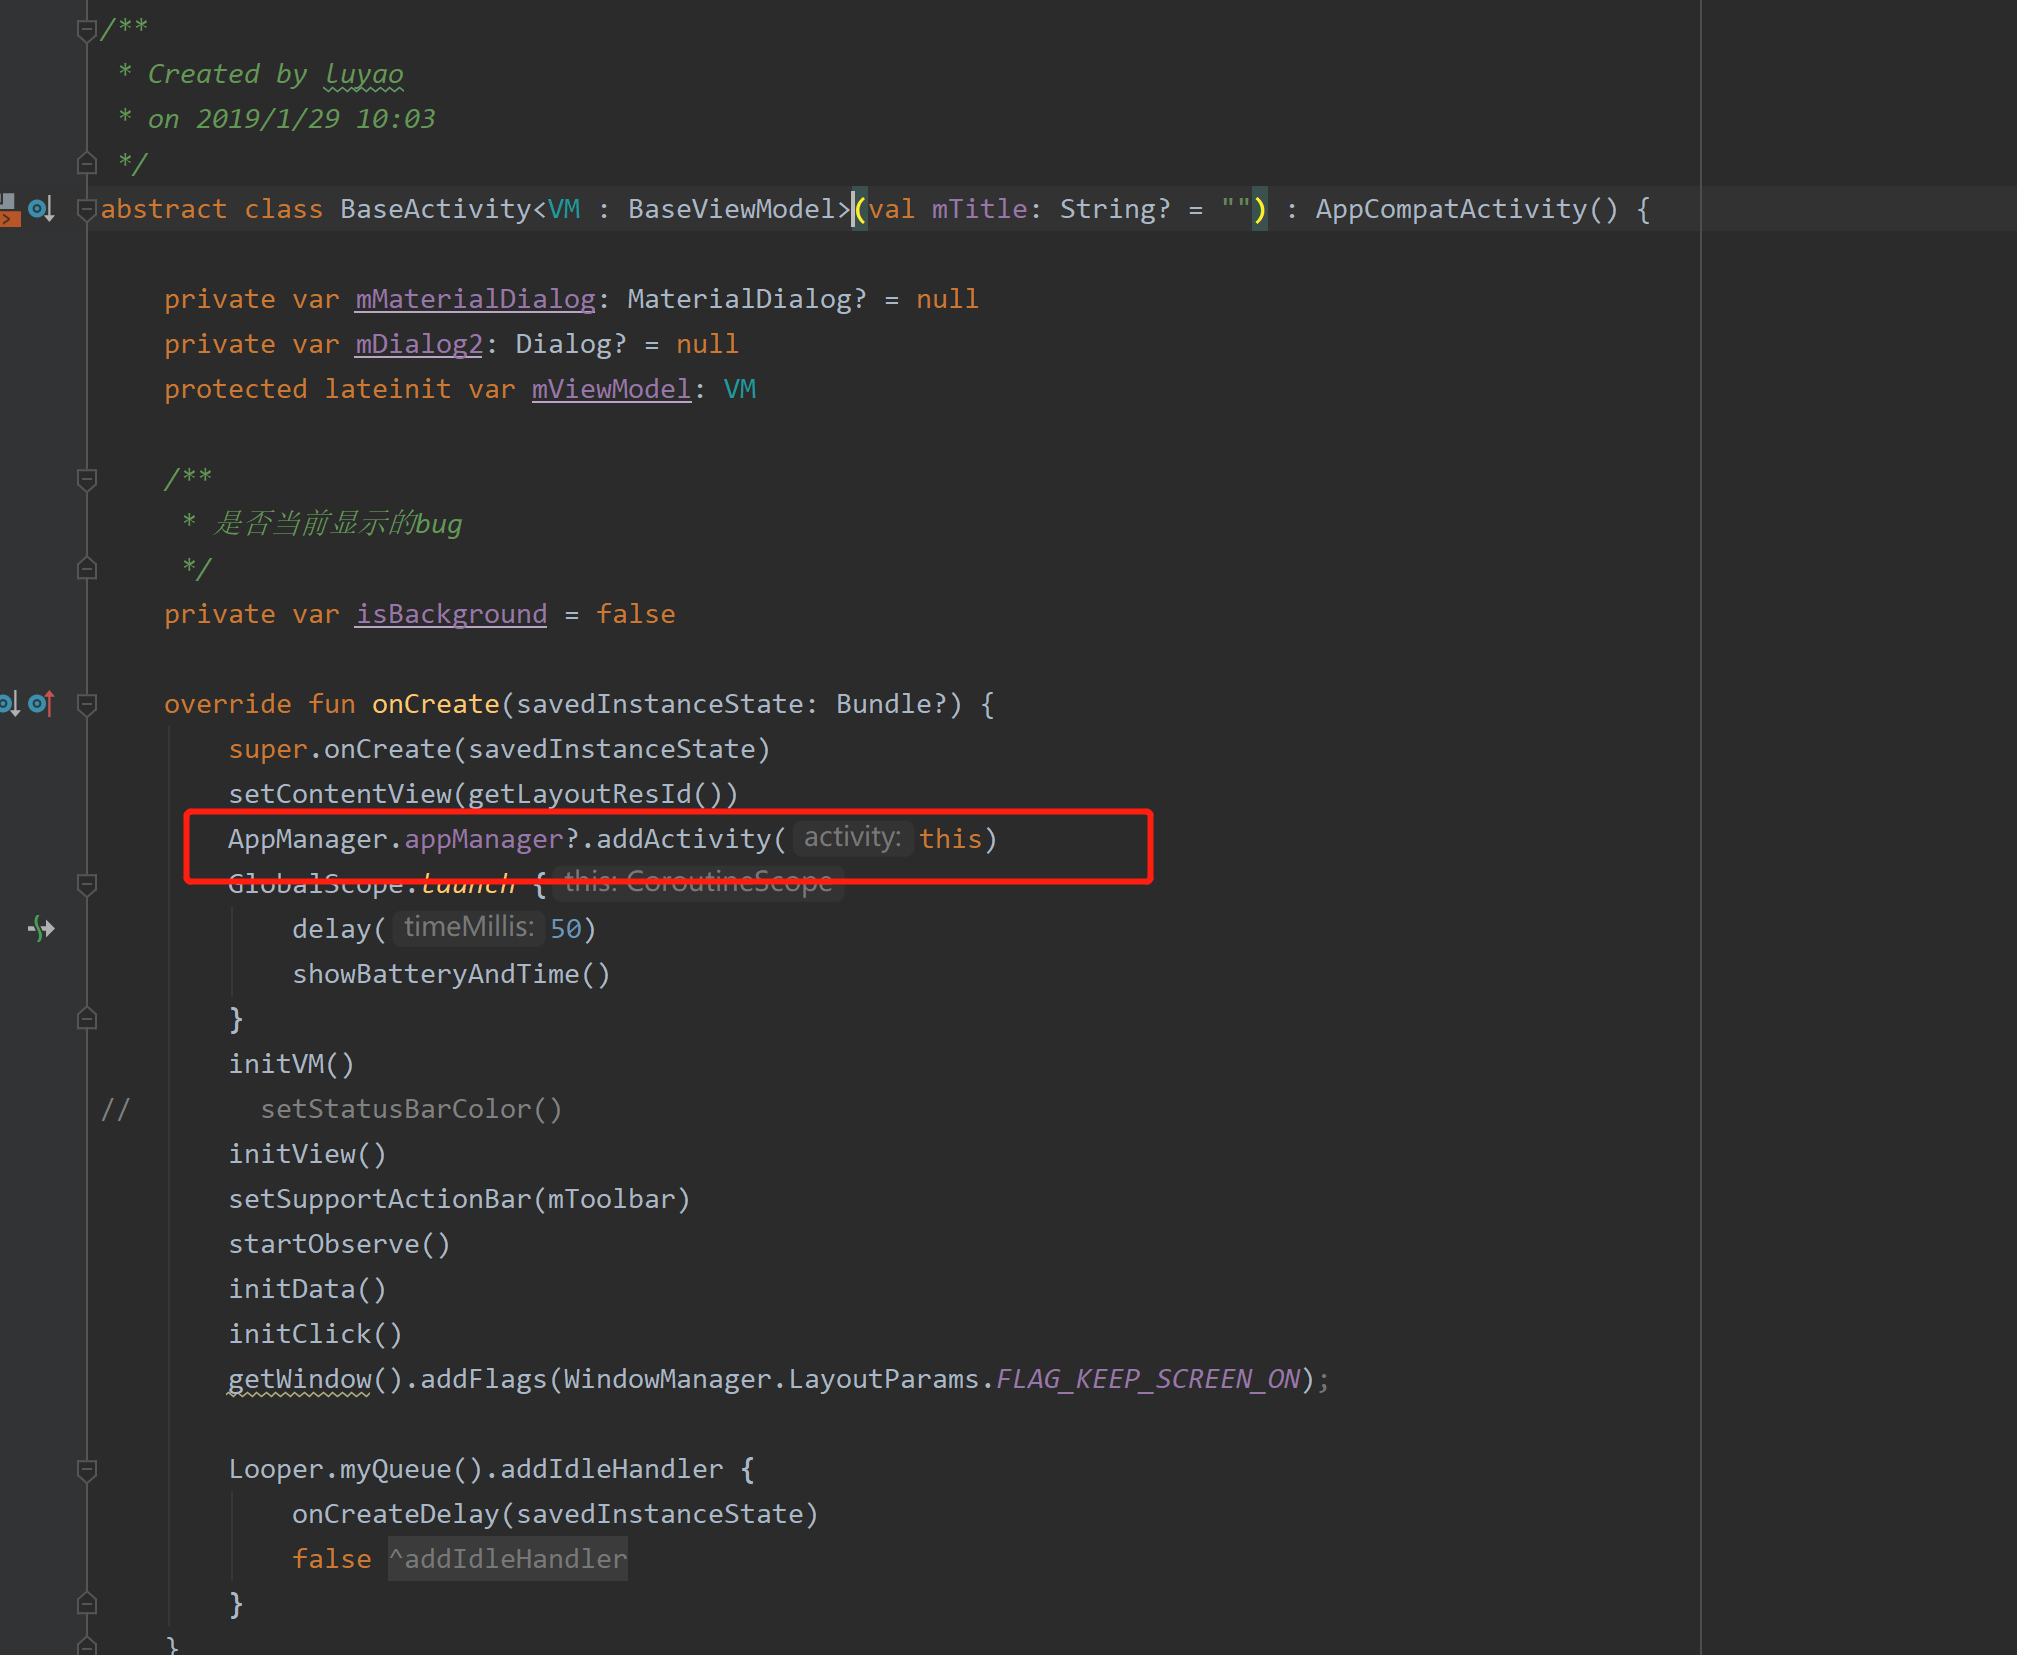 /**
* Created by luyao
* on 2019/1/29 10:03
*/
abstract class BaseActivity<VM : BaseViewModel>(val mTitle: String? = "") : AppCompatActivity() {
private var mMaterialDialog: MaterialDialog? = null
private var mDialog2: Dialog? = null
protected lateinit var mViewModel: VM
/**
* 是否当前显示的bug
*/
private var isBackground = false
override fun onCreate(savedInstanceState: Bundle?) {
super.onCreate(savedInstanceState)
setContentView(getLayoutResId())
AppManager.appManager?.addActivity( activity: this)
GlobalScope.launch { this: CoroutineScope
delay( timeMillis: 50)
showBatteryAndTime()
}
initVM()
// setStatusBarColor()
initView()
setSupportActionBar(mToolbar)
startObserve()
initData()
initClick()
getWindow().addFlags(WindowManager.LayoutParams.FLAG_KEEP_SCREEN_ON);
Looper.myQueue().addIdleHandler {
onCreateDelay(savedInstanceState)
false ^addIdleHandler
}
}